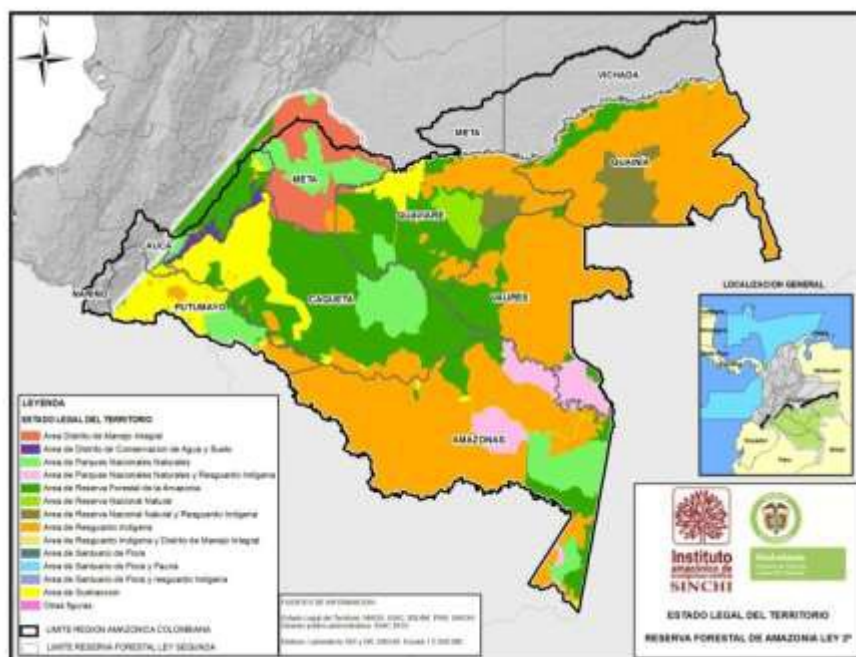 N
VICHADA
META
META
GUAINIA
GUAVIARE
CAUCA
NARIÑO
PUTUMAYO
CAQUETA
VAUPES
AMAZONAS
LOCALIZACION GENERAL
Ecuador
Peru
Brasil
LEYENDA
ESTADO LEGAL DEL TERRITORIO
Area Distrito de Manejo Integral
Area de Distrito de Conservacion de Agua y Suelo
Area de Parques Nacionales Naturales
Area de Parques Nacionales Naturales y Resguardo Indigena
Area de Reserva Forestal de la Amazonia
Area de Reserva Nacional Natural
Area de Reserva Nacional Natural y Resguardo Indigena
Area de Resguardo Indigena
Area de Resguardo Indigena y Distrito de Manejo Integral
Area de Santuario de Flora
Area de Santuario de Flora y Fauna
Area de Santuario de Flora y resguardo Indigena
Area de Sustraccion
Otras figuras
LIMITE REGION AMAZONICA COLOMBIANA
LIMITE RESERVA FORESTAL LEY SEGUNDA
Instituto
amazónico de
SINCHI
ESTADO LEGAL DEL TERRITORIO
RESERVA FORESTAL DE AMAZONIA LEY 2ª